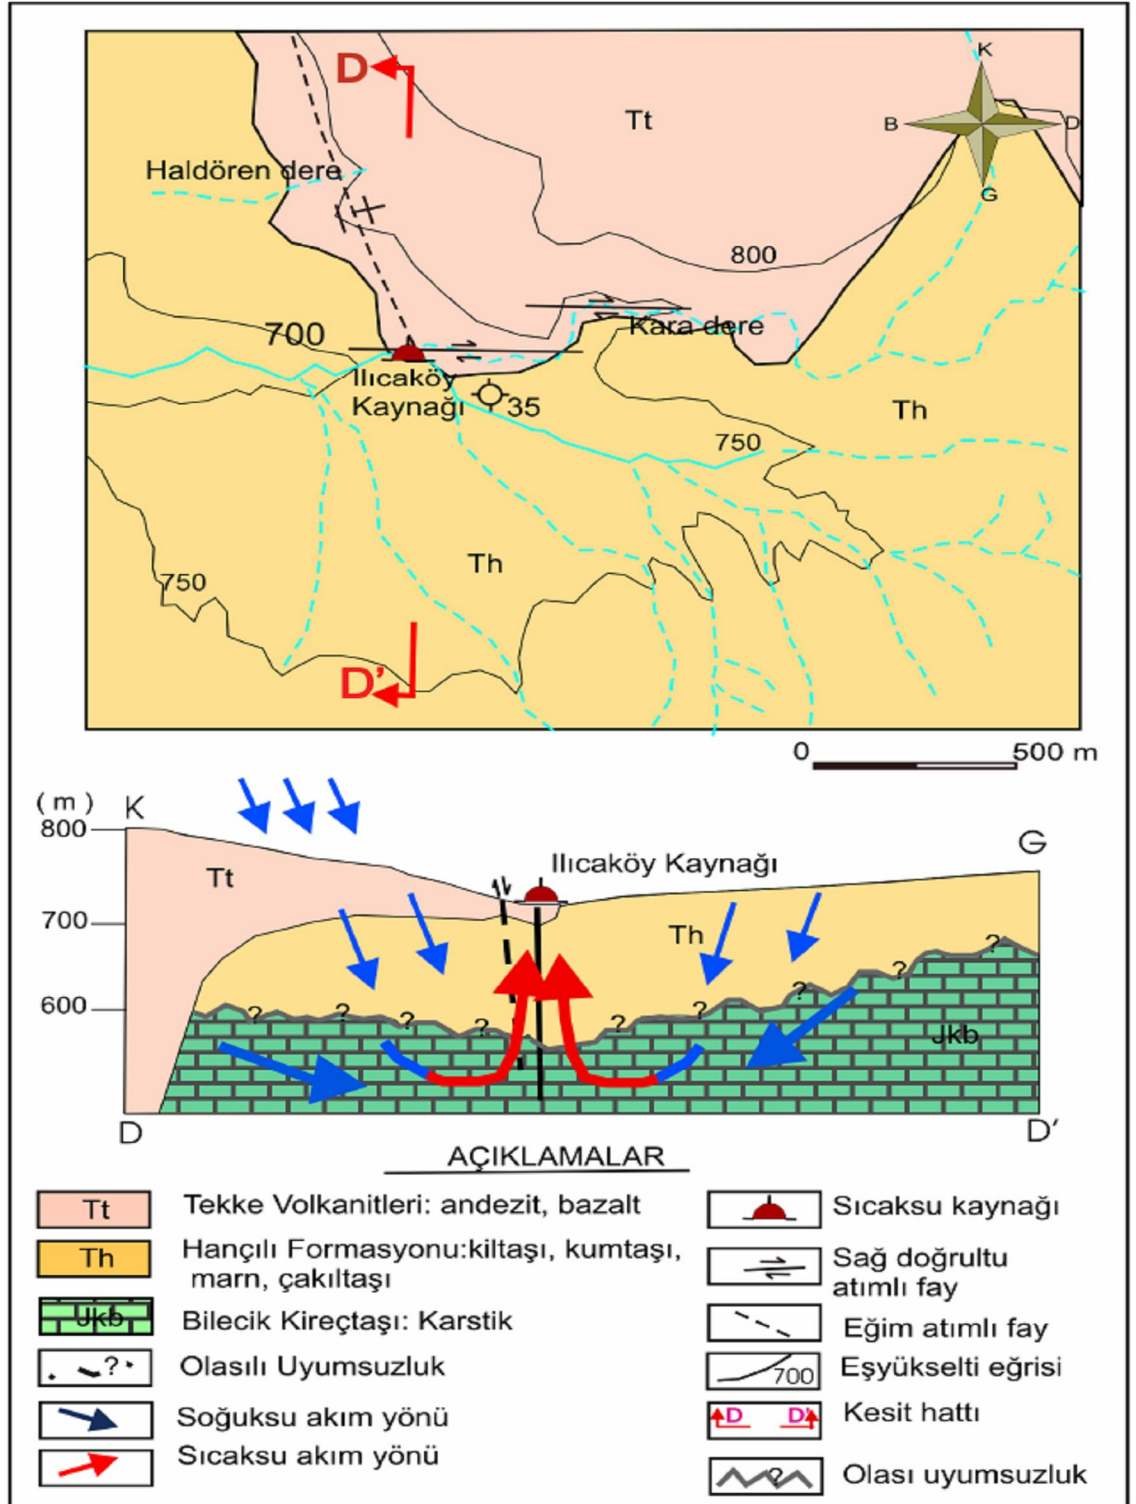 D
K
Tt
B
D
Haldören dere
G
800
Kara dere
700
Ilıcaköy
Kaynağı
35
Th
750
Th
750
D’
0
500 m
(m)
K
800
G
Ilıcaköy Kaynağı
Tt
700
Th
?
?
600
?
?
?
?
?
?
?
Jkb
D
D’
AÇIKLAMALAR
Tt
Tekke Volkanitleri: andezit, bazalt
Th
Hançılı Formasyonu:kiltaşı, kumtaşı,
marn, çakıltaşı
Jkb
Bilecik Kireçtaşı: Karstik
?
Olasılı Uyumsuzluk
Soğuksu akım yönü
Sıcaksu akım yönü
Sıcaksu kaynağı
Sağ doğrultu
atımlı fay
Eğim atımlı fay
700
Eşyükselti eğrisi
D
D’
Kesit hattı
?
Olası uyumsuzluk